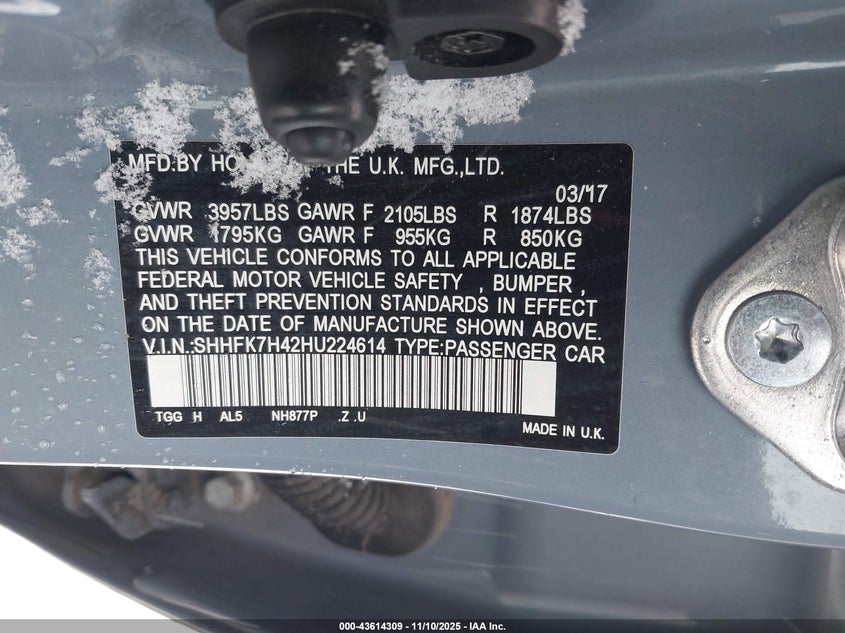 MFD.BY HO THE U.K. MFG.,LTD.
03/17
GVWR 3957LBS GAWR F 2105LBS R 1874LBS
GVWR 1795KG GAWR F 955KG R 850KG
THIS VEHICLE CONFORMS TO ALL APPLICABLE
FEDERAL MOTOR VEHICLE SAFETY , BUMPER ,
AND THEFT PREVENTION STANDARDS IN EFFECT
ON THE DATE OF MANUFACTURE SHOWN ABOVE.
V.I.N.:SHHFK7H42HU224614 TYPE:PASSENGER CAR
TGG H AL5 NH877P .Z .U
MADE IN U.K.
000-43614309 - 11/10/2025 - IAA Inc.